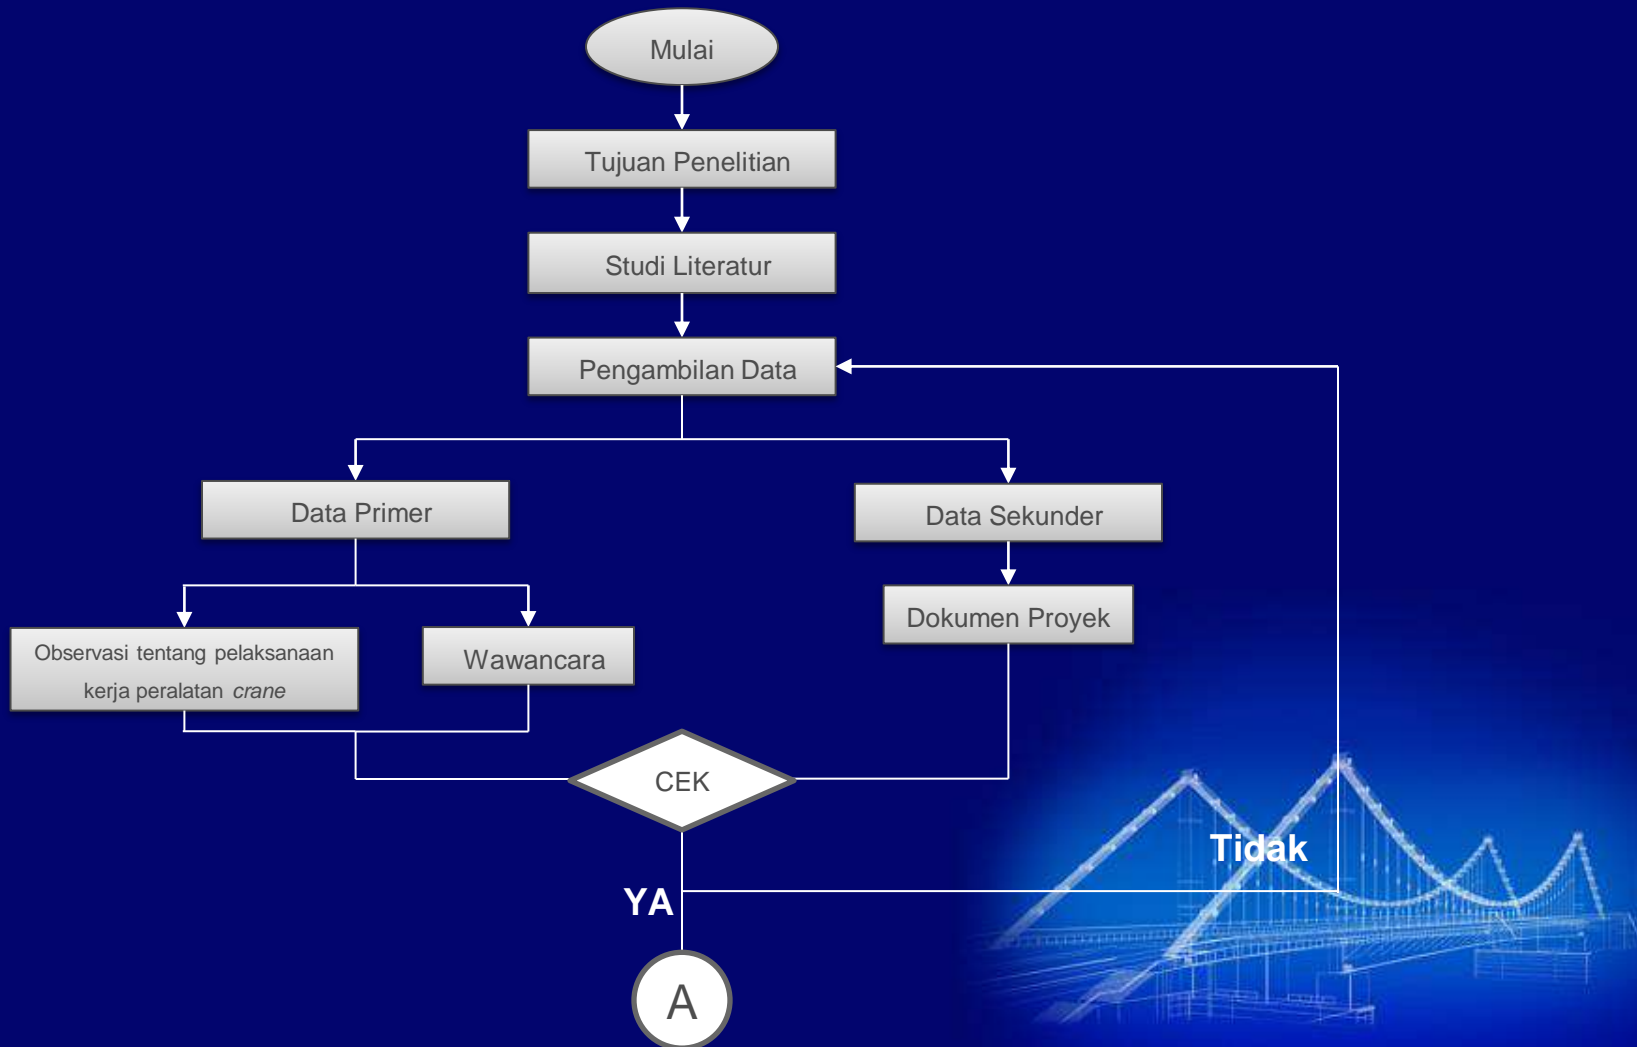 Mulai
Tujuan Penelitian
Studi Literatur
Pengambilan Data
Data Primer
Data Sekunder
Observasi tentang pelaksanaan
kerja peralatan crane
Wawancara
Dokumen Proyek
CEK
Tidak
YA
A